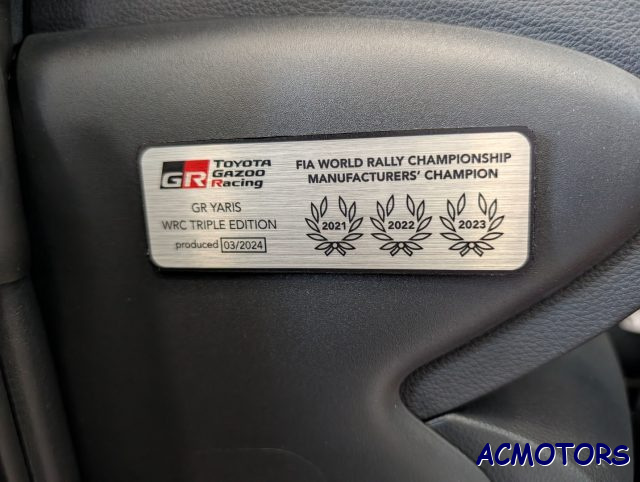 GR TOYOTA
GAZOO
Racing
GR YARIS
WRC TRIPLE EDITION
produced 03/2024
FIA WORLD RALLY CHAMPIONSHIP
MANUFACTURERS' CHAMPION
2021 2022 2023
ACMOTORS